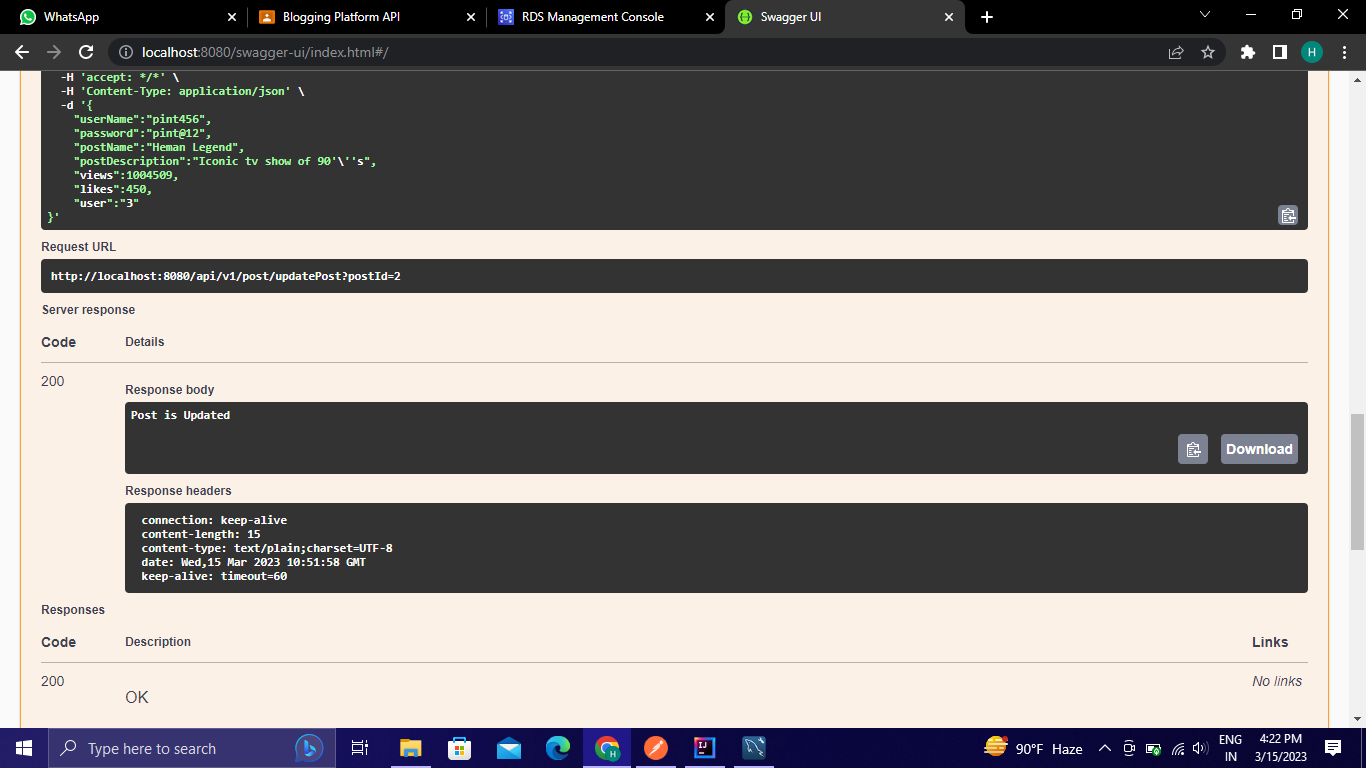 WhatsApp
Blogging Platform API
RDS Management Console
Swagger UI
localhost:8080/swagger-ui/index.html#/
H
-H 'accept: */*' \
-H 'Content-Type: application/json' \
-d '{
"userName":"pint456",
"password":"pint@12",
"postName":"Heman Legend",
"postDescription":"Iconic tv show of 90'\''s",
"views":1004509,
"likes":450,
"user":"3"
}'
Request URL
http://localhost:8080/api/v1/post/updatePost?postId=2
Server response
Code Details
200
Response body
Post is Updated
Download
Response headers
connection: keep-alive
content-length: 15
content-type: text/plain;charset=UTF-8
date: Wed,15 Mar 2023 10:51:58 GMT
keep-alive: timeout=60
Responses
Code Description Links
200 No links
OK
Type here to search
90°F Haze
ENG
IN
4:22 PM
3/15/2023